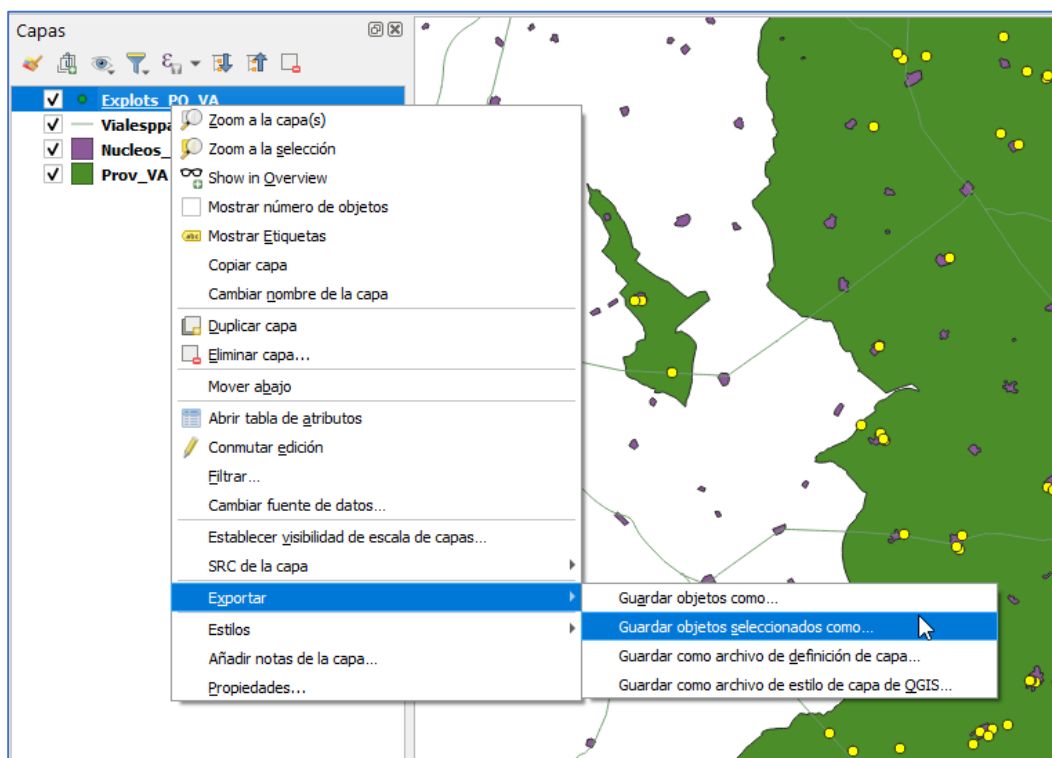 Capas
Explots_PO_VA
Vialesppa
Nucleos_
Prov_VA
Zoom a la capa(s)
Zoom a la selección
Show in Overview
Mostrar número de objetos
abc Mostrar Etiquetas
Copiar capa
Cambiar nombre de la capa
Duplicar capa
Eliminar capa...
Mover abajo
Abrir tabla de atributos
Conmutar edición
Filtrar...
Cambiar fuente de datos...
Establecer visibilidad de escala de capas...
SRC de la capa
Exportar
Estilos
Añadir notas de la capa...
Propiedades...
Guardar objetos como...
Guardar objetos seleccionados como...
Guardar como archivo de definición de capa...
Guardar como archivo de estilo de capa de QGIS...